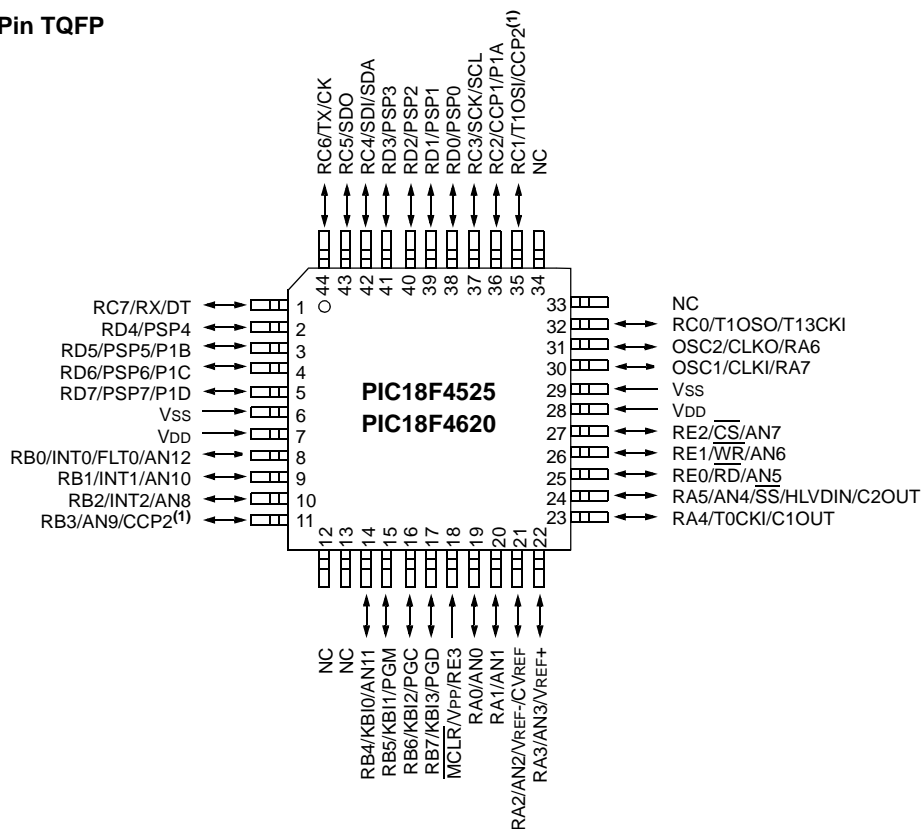 Pin TQFP
RC6/TX/CK
RC5/SDO
RC4/SDI/SDA
RD3/PSP3
RD2/PSP2
RD1/PSP1
RD0/PSP0
RC3/SCK/SCL
RC2/CCP1/P1A
RC1/T1OSI/CCP2(1)
NC
44
43
42
41
40
39
38
37
36
35
34
RC7/RX/DT 1
RD4/PSP4 2
RD5/PSP5/P1B 3
RD6/PSP6/P1C 4
RD7/PSP7/P1D 5
VSS 6
VDD 7
RB0/INT0/FLT0/AN12 8
RB1/INT1/AN10 9
RB2/INT2/AN8 10
RB3/AN9/CCP2(1) 11
PIC18F4525
PIC18F4620
33 NC
32 RC0/T1OSO/T13CKI
31 OSC2/CLKO/RA6
30 OSC1/CLKI/RA7
29 VSS
28 VDD
27 RE2/CS/AN7
26 RE1/WR/AN6
25 RE0/RD/AN5
24 RA5/AN4/SS/HLVDIN/C2OUT
23 RA4/T0CKI/C1OUT
12
13
14
15
16
17
18
19
20
21
22
NC
NC
RB4/KBI0/AN11
RB5/KBI1/PGM
RB6/KBI2/PGC
RB7/KBI3/PGD
MCLR/VPP/RE3
RA0/AN0
RA1/AN1
RA2/AN2/VREF-/CVREF
RA3/AN3/VREF+